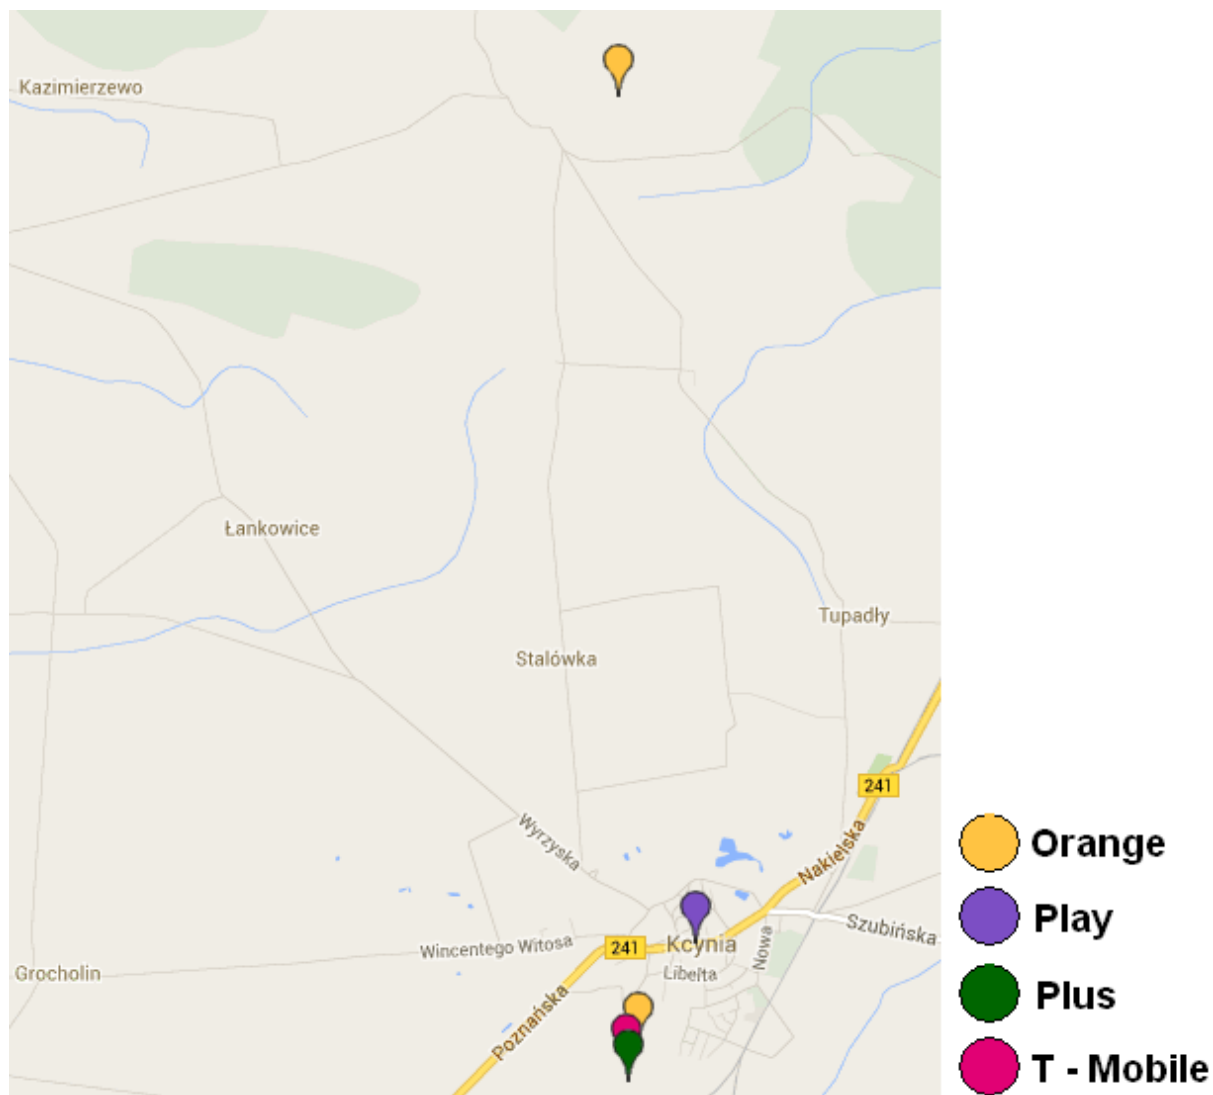 Kazimierzewo
Łankowice
Tupadły
Stalówka
241
Wyrzyska
Nakielska
Orange
Play
Szubińska
Wincentego Witosa
241
Kcynia
Nowa
Grocholin
Libelta
Plus
Poznańska
T - Mobile